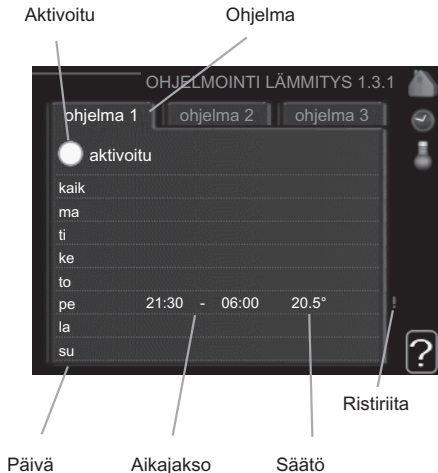 Aktivoitu Ohjelma
OHJELMOINTI LÄMMITYS 1.3.1
ohjelma 1 ohjelma 2 ohjelma 3
aktivoitu
kaik
ma
ti
ke
to
pe 21:30 - 06:00 20.5° !
la
su
?
Ristiriita
Päivä Aikajakso Säätö